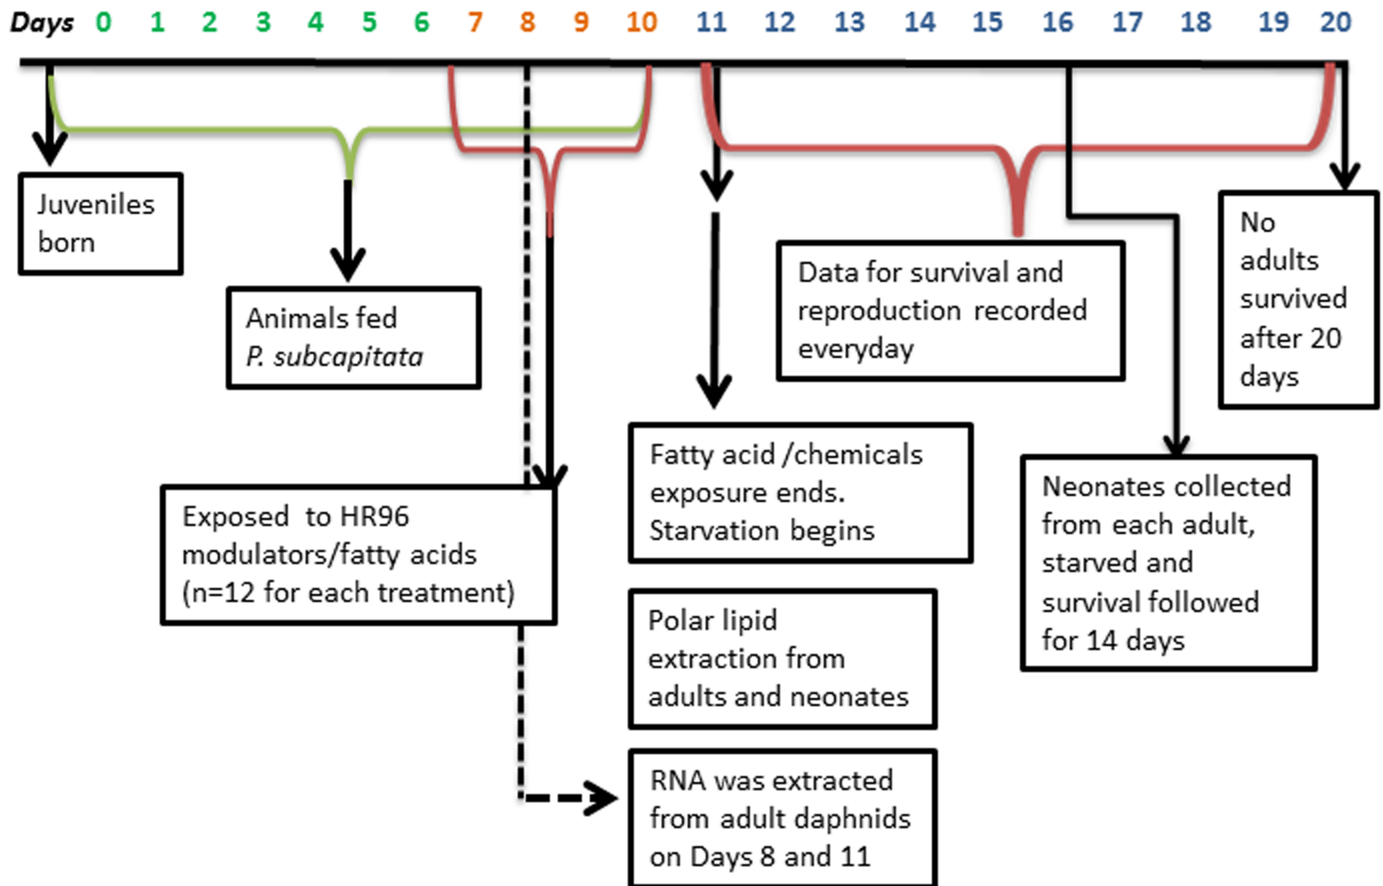 Days 0 1 2 3 4 5 6 7 8 9 10 11 12 13 14 15 16 17 18 19 20
Juveniles
born
Animals fed
P. subcapitata
Exposed to HR96
modulators/fatty acids
(n=12 for each treatment)
Fatty acid /chemicals
exposure ends.
Starvation begins
Polar lipid
extraction from
adults and neonates
RNA was extracted
from adult daphnids
on Days 8 and 11
Data for survival and
reproduction recorded
everyday
Neonates collected
from each adult,
starved and
survival followed
for 14 days
No
adults
survived
after 20
days